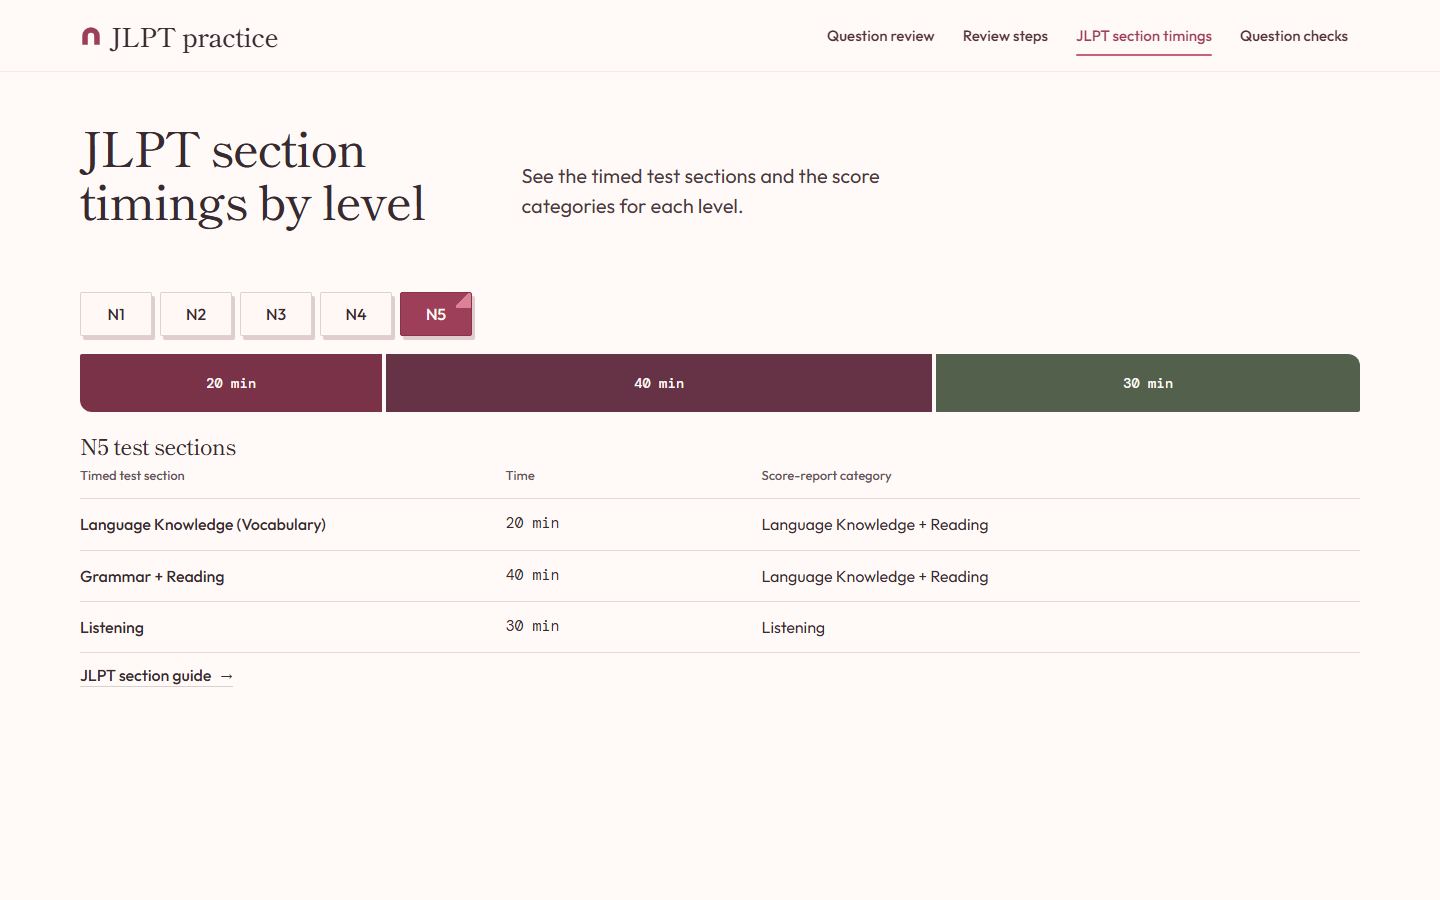 JLPT practice
Question review
Review steps
JLPT section timings
Question checks
JLPT section
timings by level
See the timed test sections and the score
categories for each level.
N1
N2
N3
N4
N5
20 min
40 min
30 min
N5 test sections
Timed test section
Time
Score-report category
Language Knowledge (Vocabulary)
20 min
Language Knowledge + Reading
Grammar + Reading
40 min
Language Knowledge + Reading
Listening
30 min
Listening
JLPT section guide →